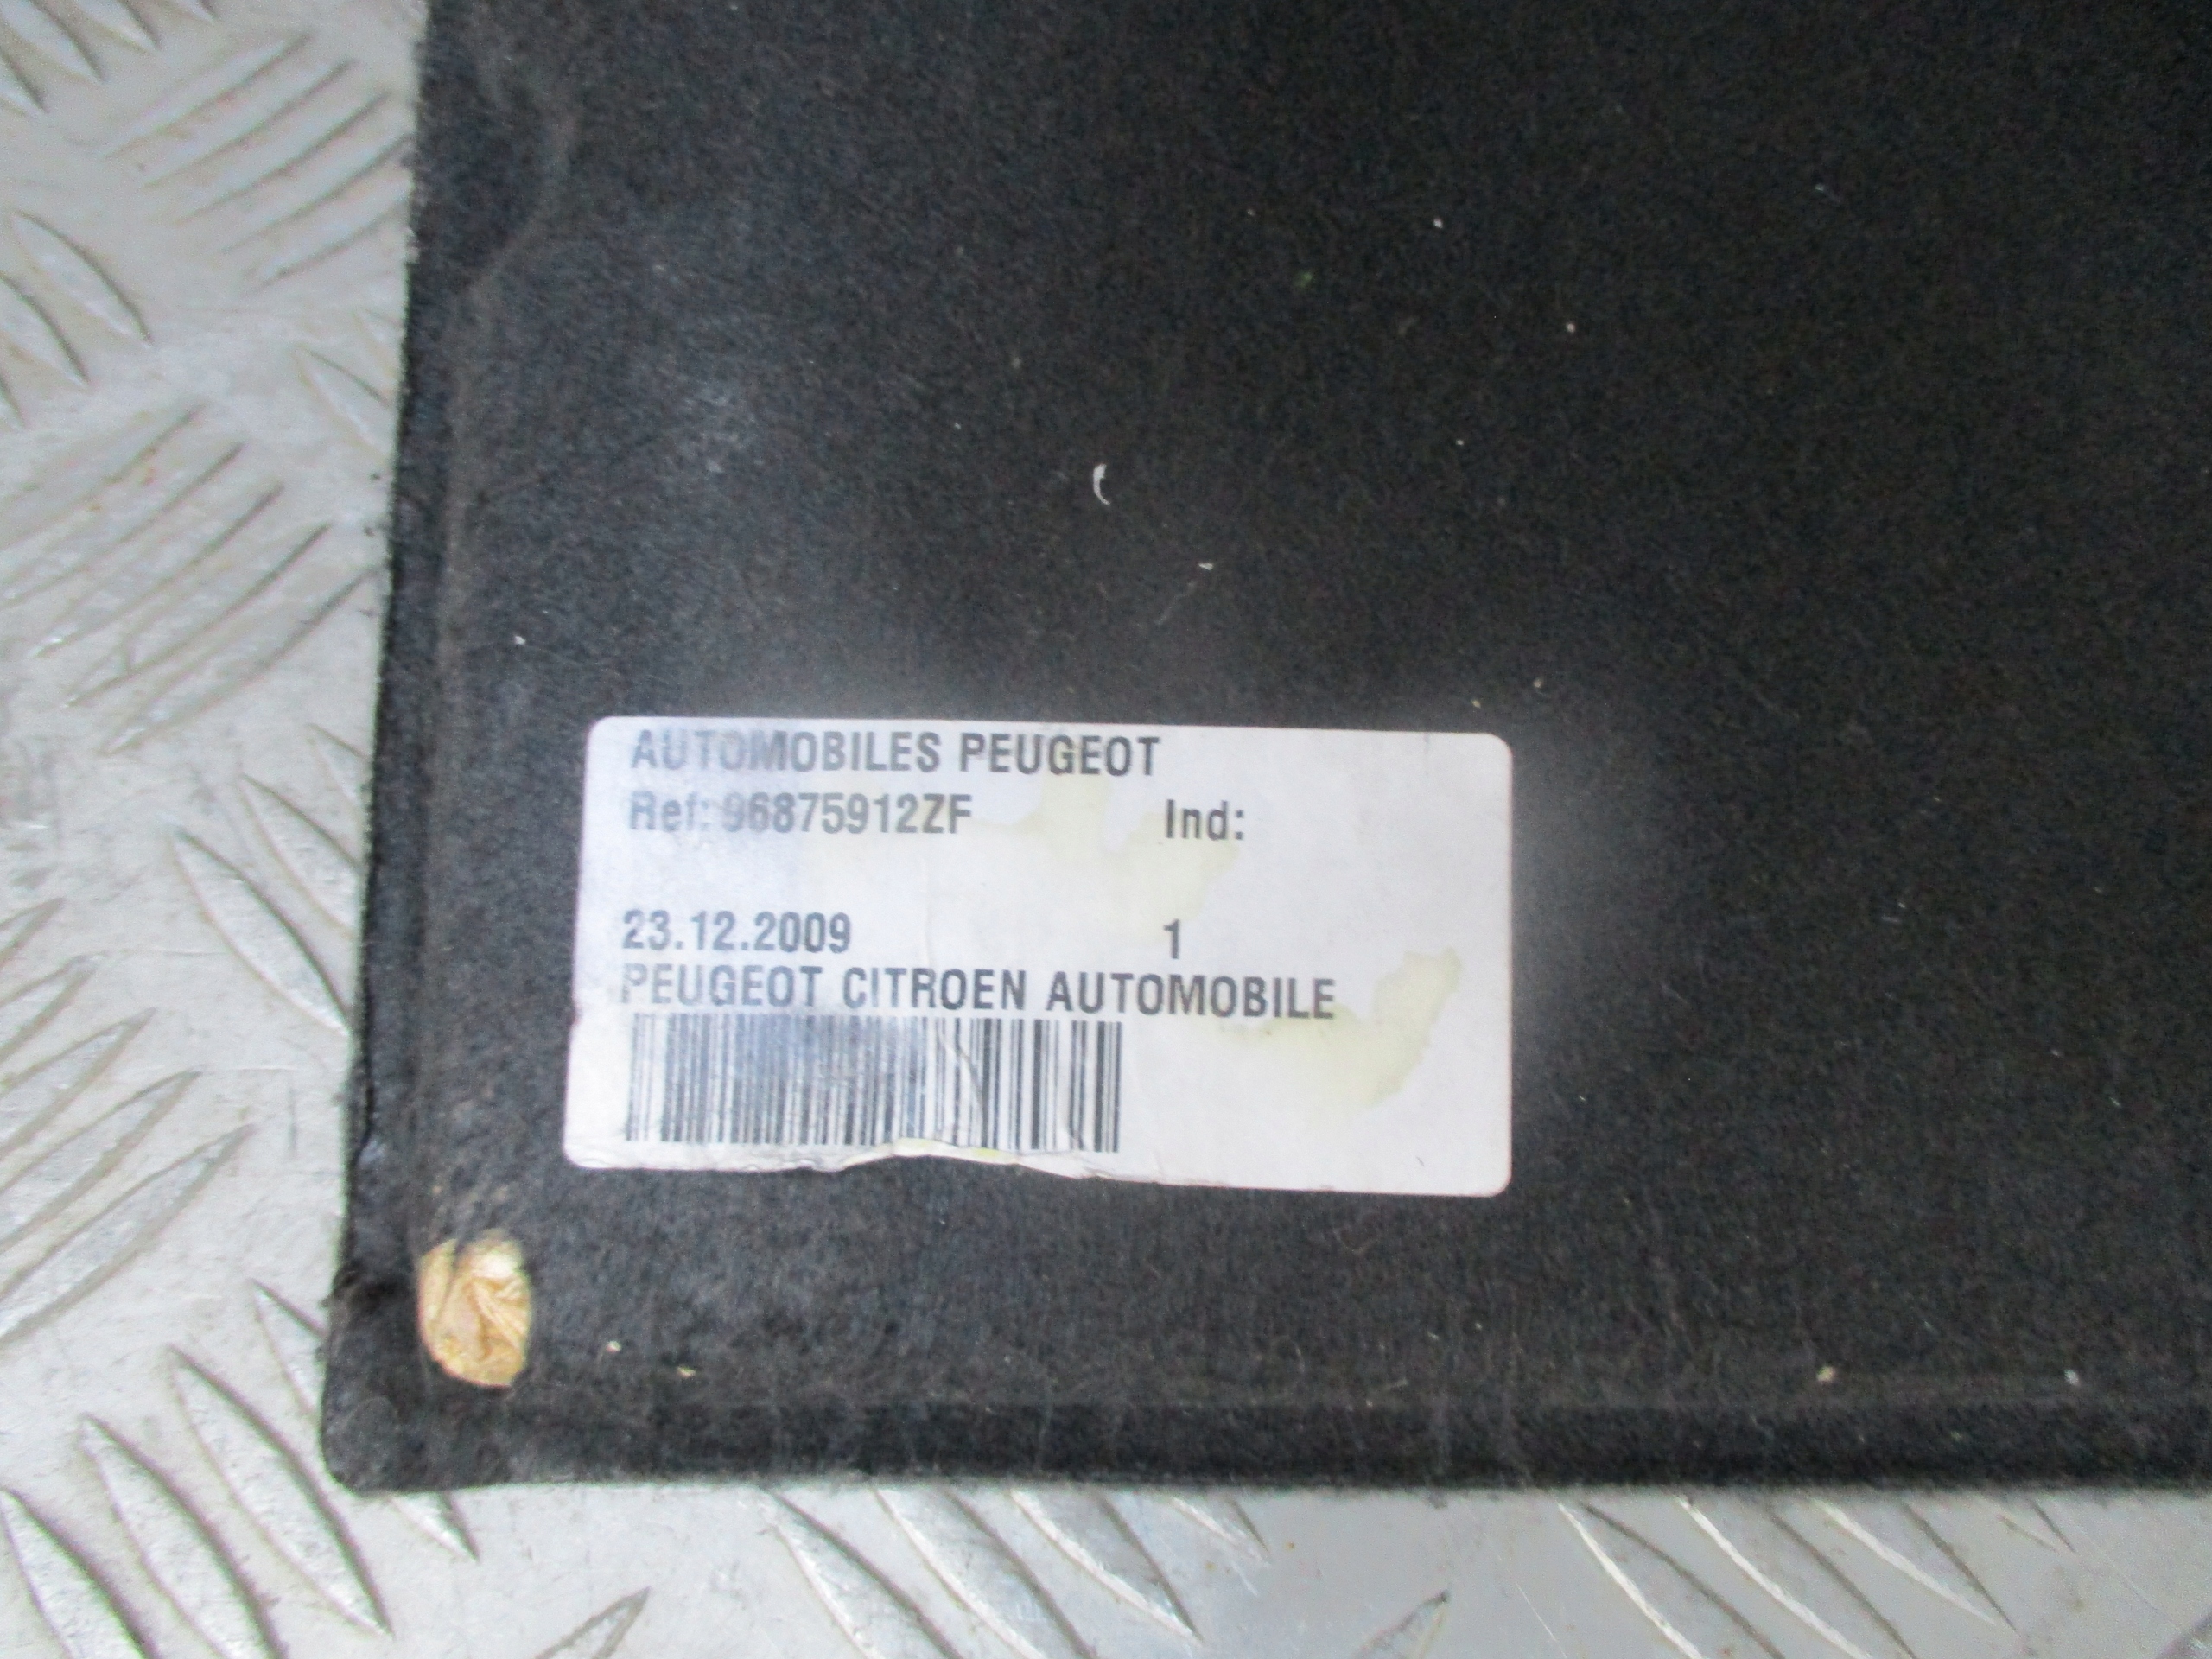 AUTOMOBILES PEUGEOT
Ref: 96875912ZF Ind:
23.12.2009 1
PEUGEOT CITROEN AUTOMOBILE